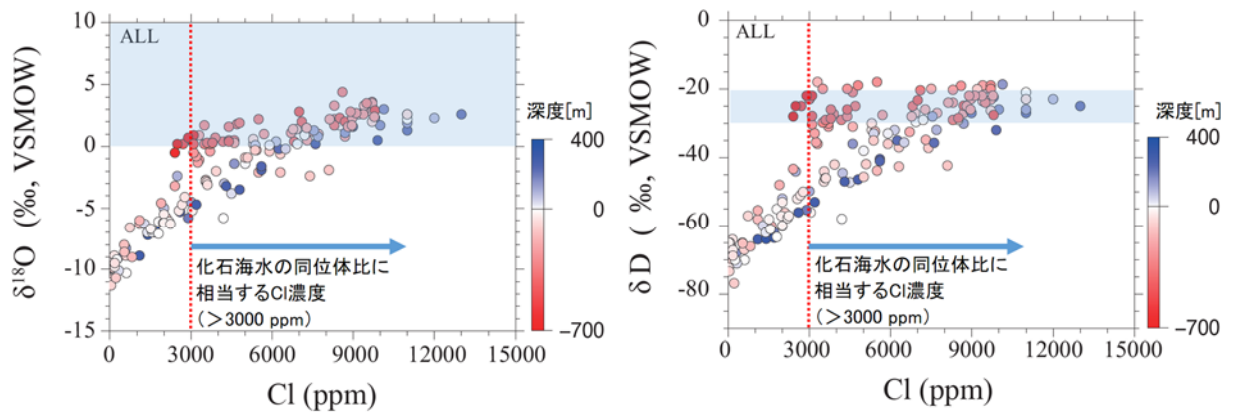 ALL
δ¹⁸O (‰, VSMOW)
10
5
0
-5
-10
-15
0
3000
6000
9000
12000
15000
Cl (ppm)
化石海水の同位体比に
相当するCl濃度
(>3000 ppm)
深度[m]
400
0
−700
ALL
δD ( ‰, VSMOW)
0
-20
-40
-60
-80
0
3000
6000
9000
12000
15000
Cl (ppm)
化石海水の同位体比に
相当するCl濃度
(>3000 ppm)
深度[m]
400
0
−700